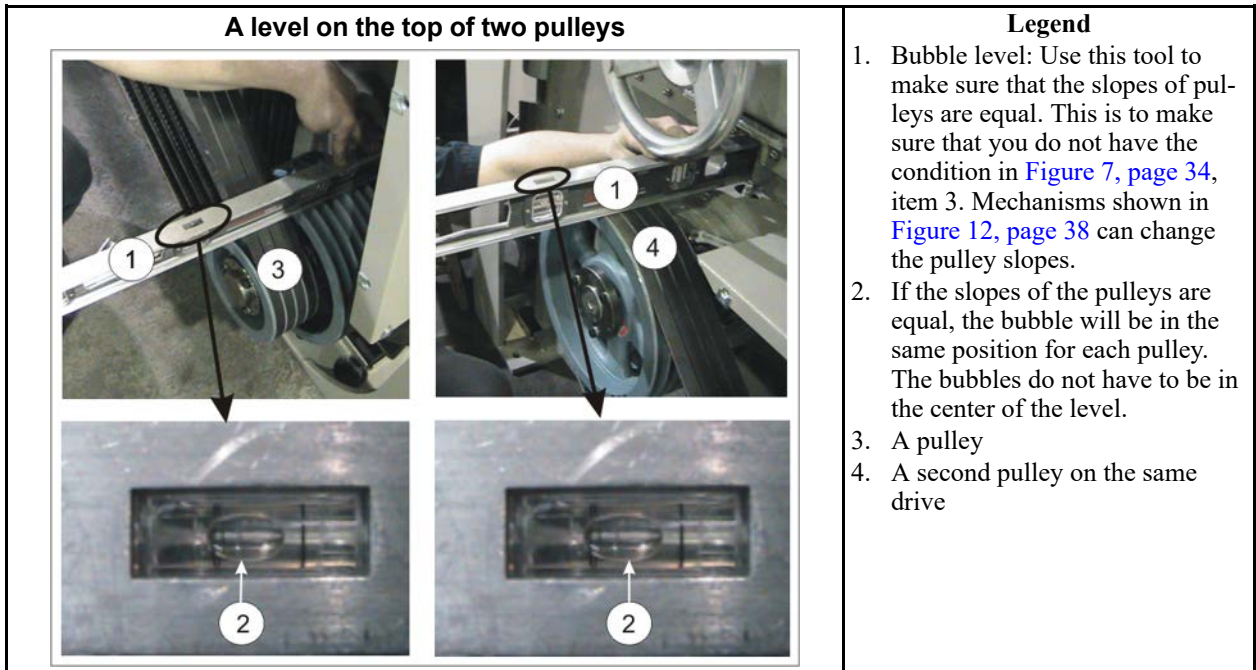 A level on the top of two pulleys
1
3
1
4
2
2
Legend
1. Bubble level: Use this tool to
make sure that the slopes of pul-
leys are equal. This is to make
sure that you do not have the
condition in Figure 7, page 34,
item 3. Mechanisms shown in
Figure 12, page 38 can change
the pulley slopes.
2. If the slopes of the pulleys are
equal, the bubble will be in the
same position for each pulley.
The bubbles do not have to be in
the center of the level.
3. A pulley
4. A second pulley on the same
drive